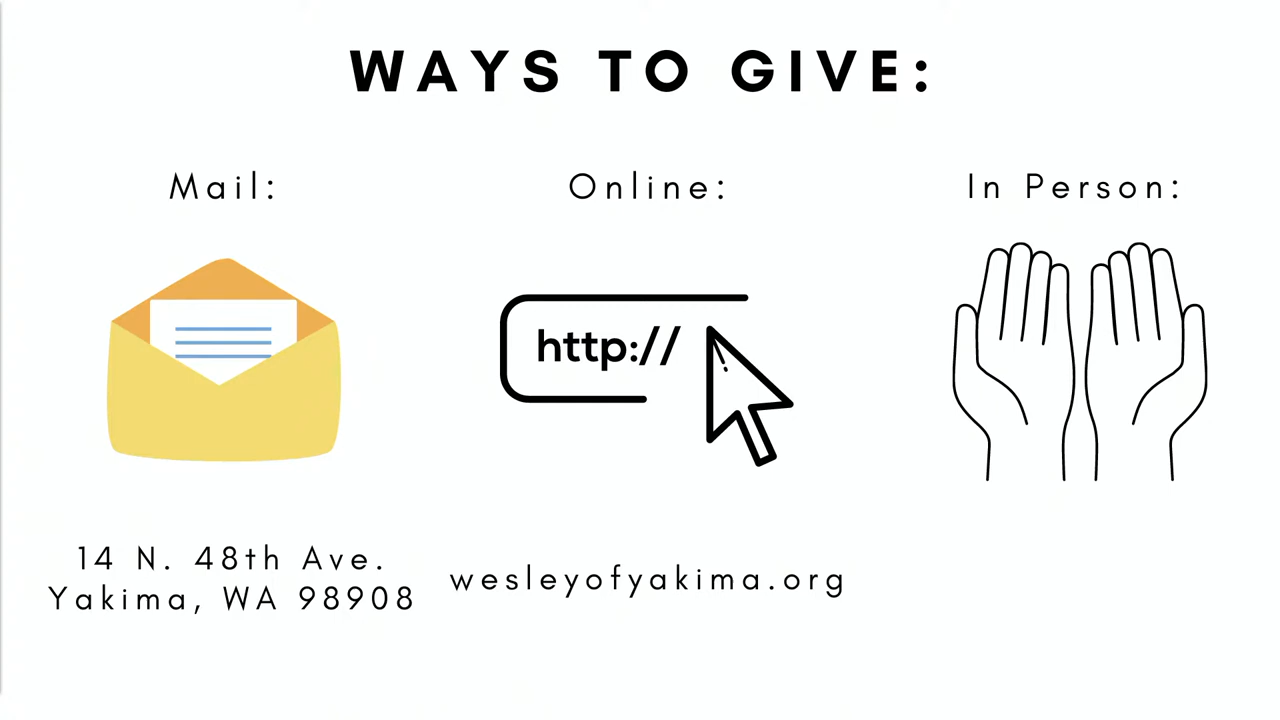 WAYS TO GIVE:
Mail:
Online:
In Person:
http://
14 N. 48th Ave.
Yakima, WA 98908
wesleyofyakima.org